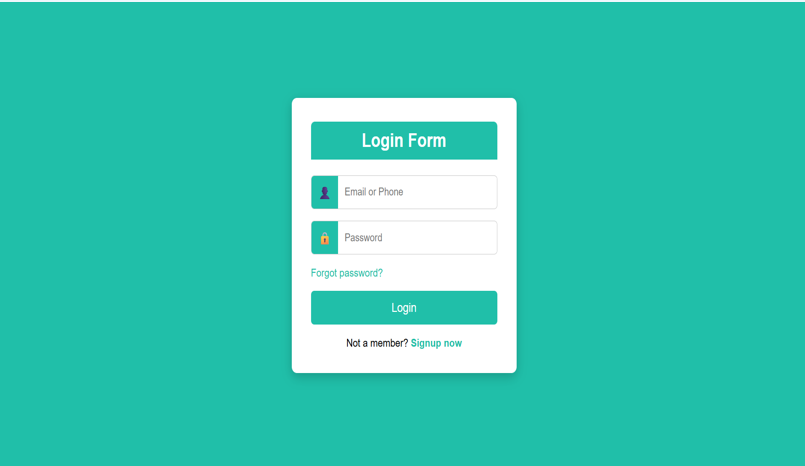 Login Form
Email or Phone
Password
Forgot password?
Login
Not a member? Signup now